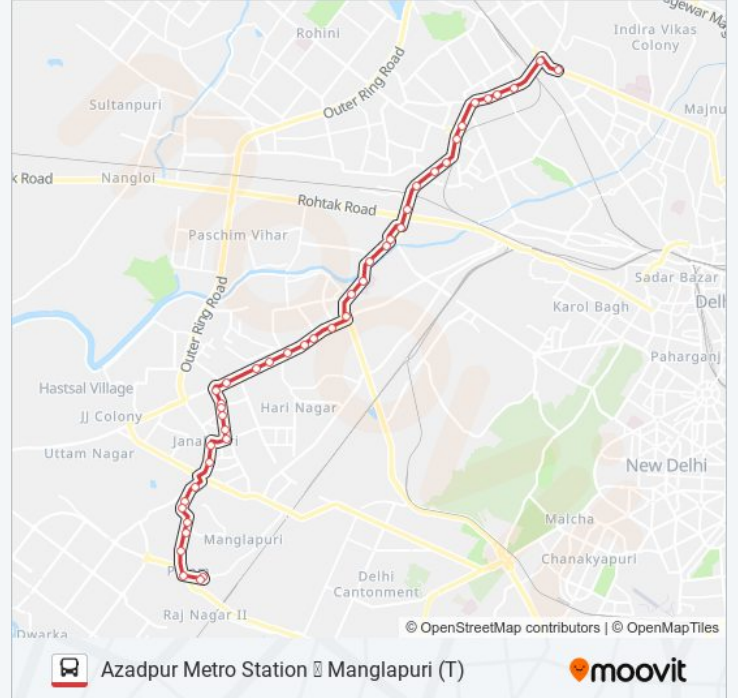 agewar Ma
Rohini
Indira Vikas
Colony
Outer Ring Road
Sultanpuri
Majnu
k Road
Nangloi
Rohtak Road
Paschim Vihar
Sadar Bazar
Delh
Karol Bagh
Outer Ring Road
Paharganj
Hastsal Village
Hari Nagar
JJ Colony
Uttam Nagar
New Delhi
Malcha
Manglapuri
Chanakyapuri
Delhi
Cantonment
Raj Nagar II
Dwarka
© OpenStreetMap contributors | © OpenMapTiles
Azadpur Metro Station Manglapuri (T)
moovit